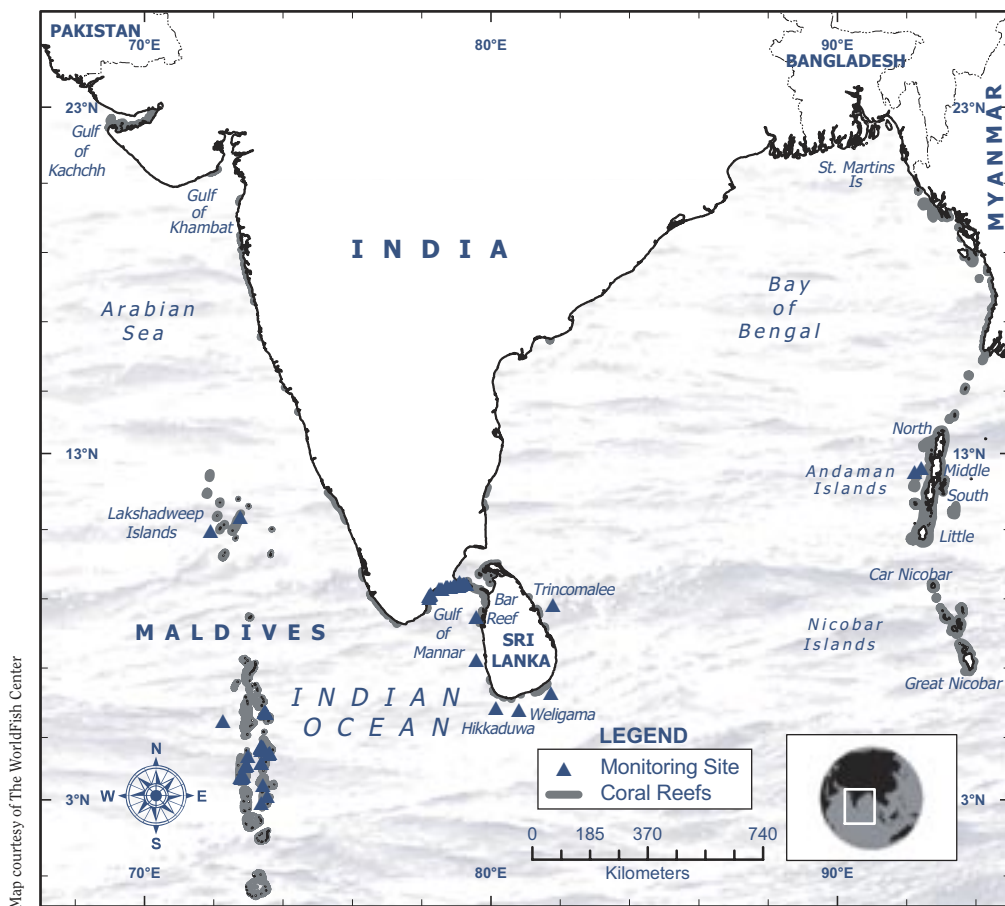 PAKISTAN
70°E
80°E
90°E
BANGLADESH
23°N
23°N
Gulf
of
Kachchh
Gulf
of
Khambat
St. Martins
Is
MYANMAR
INDIA
Arabian
Sea
Bay
of
Bengal
North
13°N
13°N
Andaman
Islands
Middle
South
Little
Lakshadweep
Islands
Car Nicobar
Nicobar
Islands
Great Nicobar
Trincomalee
Bar
Reef
Gulf
of
Mannar
SRI
LANKA
MALDIVES
INDIAN
OCEAN
Hikkaduwa
Weligama
LEGEND
Monitoring Site
Coral Reefs
N
W
E
S
3°N
3°N
0 185 370 740
Kilometers
70°E
80°E
90°E
Map courtesy of The WorldFish Center